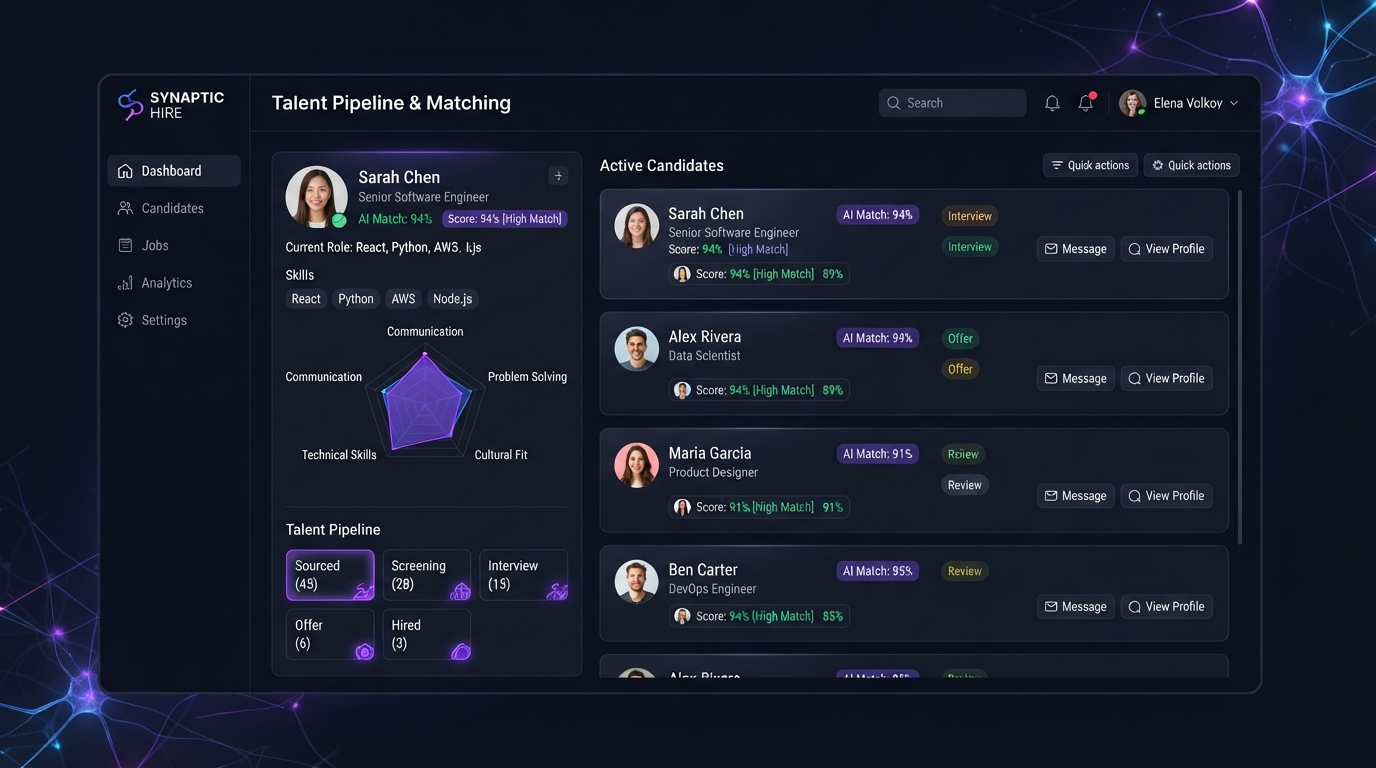 SYNAPTIC
HIRE
Talent Pipeline & Matching
Search
Elena Volkov
Dashboard
Candidates
Jobs
Analytics
Settings
Sarah Chen
Senior Software Engineer
AI Match: 94%
Score: 94% [High Match]
Current Role: React, Python, AWS,
Skills
React
Python
AWS
Node.js
Communication
Communication
Problem Solving
Technical Skills
Cultural Fit
Talent Pipeline
Sourced
Screening
Interview
Offer
(6)
Hired
(3)
Active Candidates
Quick actions
Quick actions
Sarah Chen
AI Match: 94%
Interview
Senior Software Engineer
Score: 94% [High Match]
Interview
Message
View Profile
Score: 94% [High Match] 89%
Alex Rivera
AI Match: 94%
Offer
Data Scientist
Offer
Message
View Profile
Score: 94% [High Match] 89%
Maria Garcia
AI Match: 91%
Review
Product Designer
Review
Message
View Profile
Score: 91% [High Match] 91%
Ben Carter
AI Match: 95%
Review
DevOps Engineer
Message
View Profile
Score: 94% (High Match] 85%